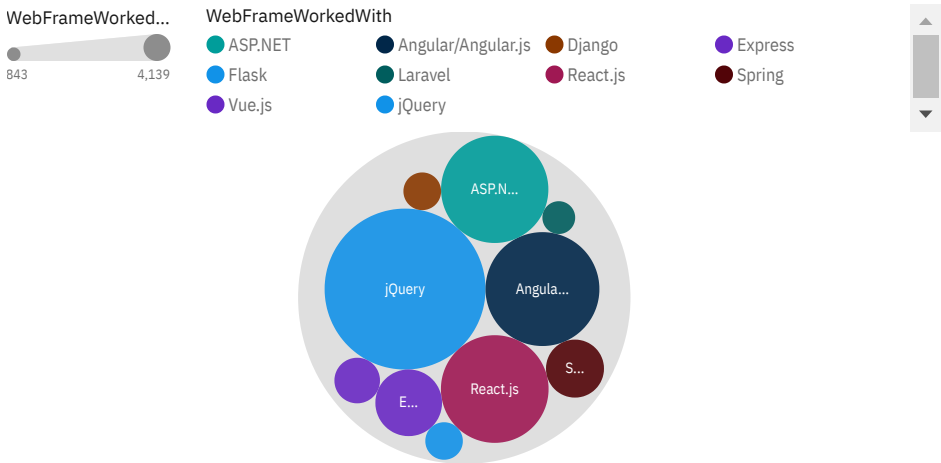 WebFrameWorked...
843 4,139
WebFrameWorkedWith
ASP.NET Angular/Angular.js Django Express
Flask Laravel React.js Spring
Vue.js jQuery
ASP.N...
jQuery
Angula...
S...
React.js
E...